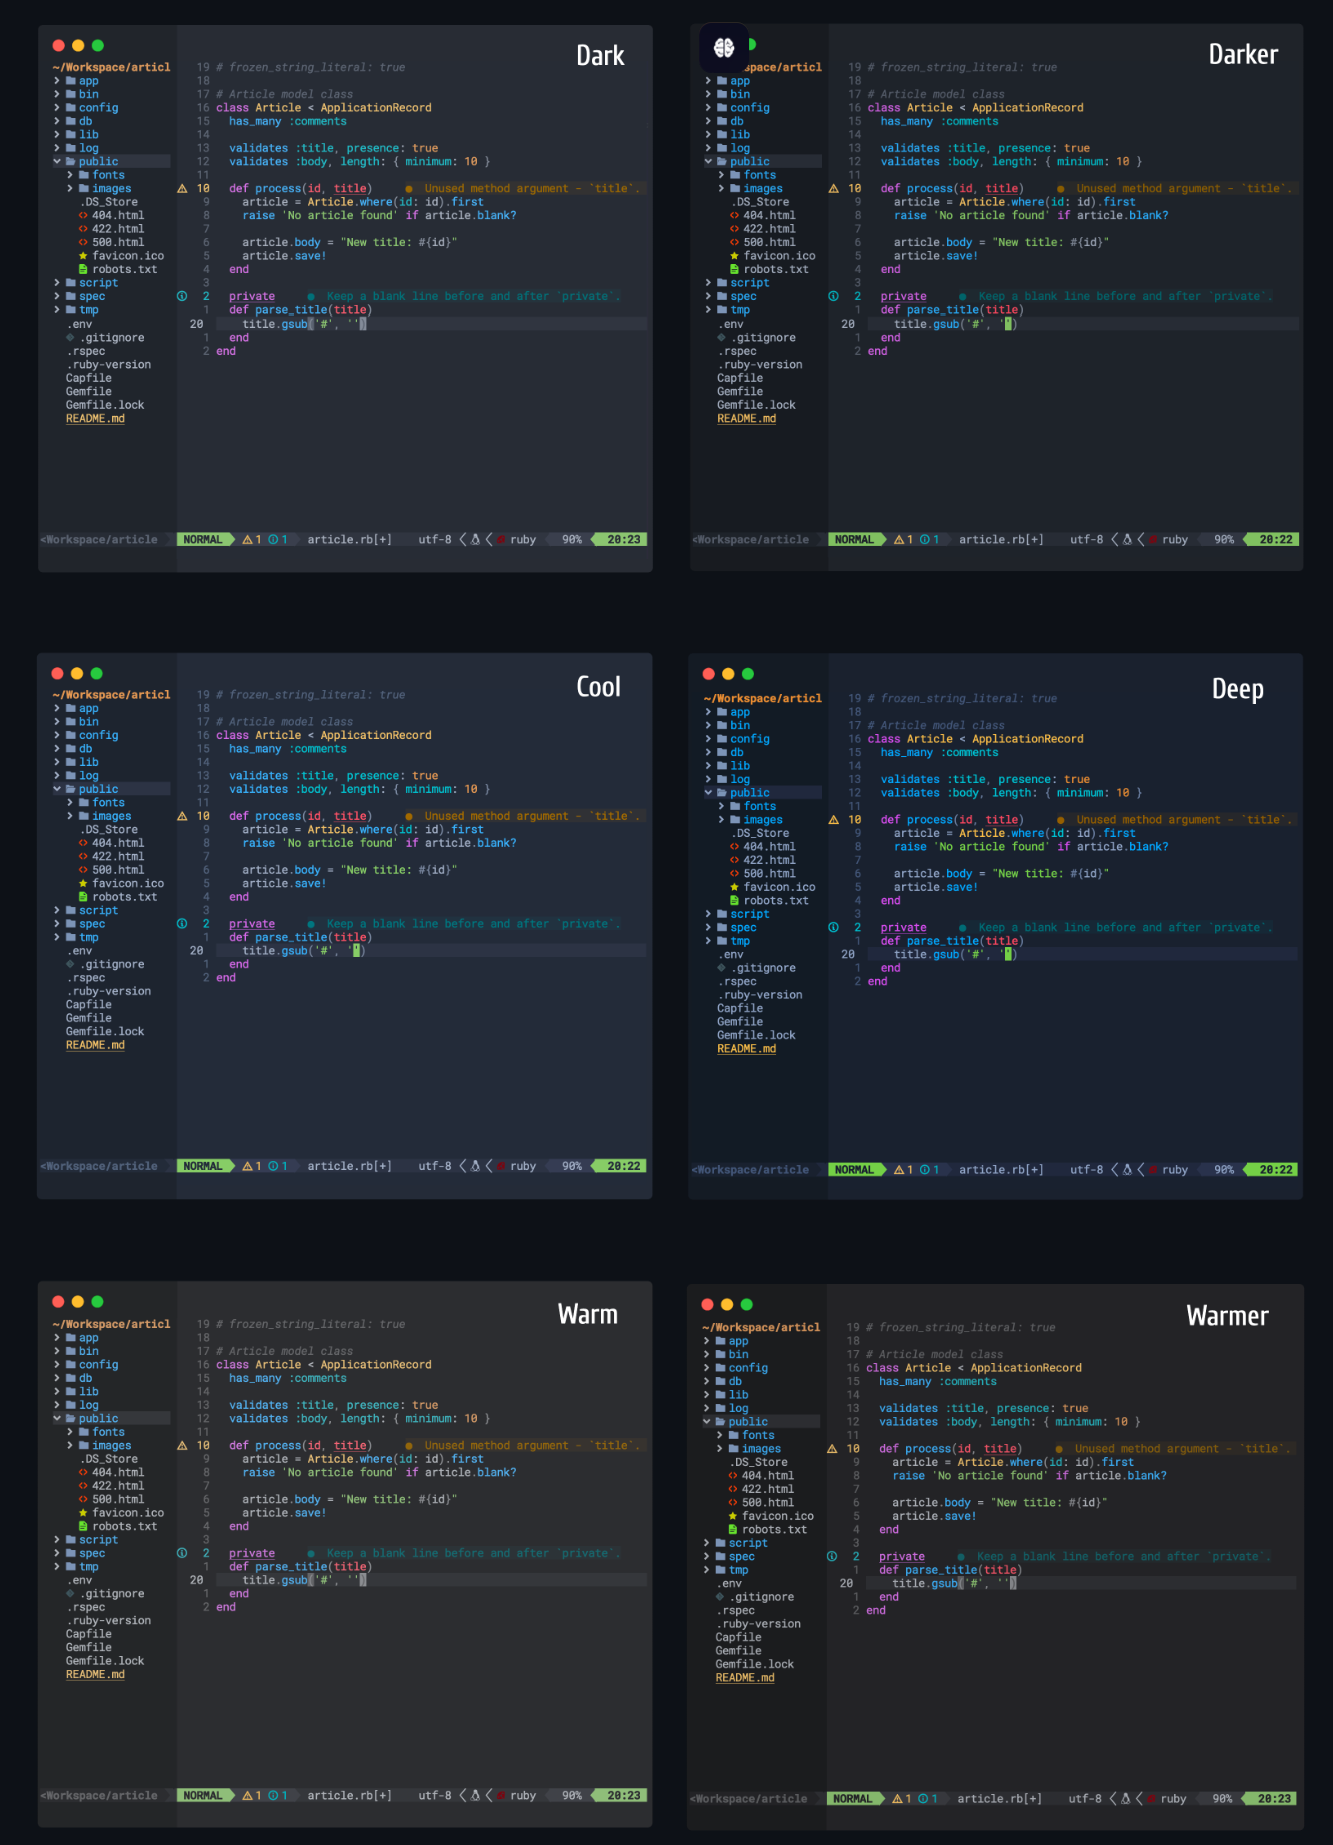 Dark
~/Workspace/articl
app
bin
config
db
lib
log
public
fonts
images
.DS_Store
404.html
422.html
500.html
favicon.ico
robots.txt
script
spec
tmp
.env
.gitignore
.rspec
.ruby-version
Capfile
Gemfile
Gemfile.lock
README.md
19 # frozen_string_literal: true
18
17 # Article model class
16 class Article < ApplicationRecord
15 has_many :comments
14
13 validates :title, presence: true
12 validates :body, length: { minimum: 10 }
11
10 def process(id, title) ● Unused method argument - `title`.
9 article = Article.where(id: id).first
8 raise 'No article found' if article.blank?
7
6 article.body = "New title: #{id}"
5 article.save!
4 end
3
2 private ● Keep a blank line before and after `private`.
1 def parse_title(title)
20 title.gsub('#', '')
1 end
2 end
<Workspace/article NORMAL 1 1 article.rb[+] utf-8 ruby 90% 20:23
Darker
space/articl
app
bin
config
db
lib
log
public
fonts
images
.DS_Store
404.html
422.html
500.html
favicon.ico
robots.txt
script
spec
tmp
.env
.gitignore
.rspec
.ruby-version
Capfile
Gemfile
Gemfile.lock
README.md
19 # frozen_string_literal: true
18
17 # Article model class
16 class Article < ApplicationRecord
15 has_many :comments
14
13 validates :title, presence: true
12 validates :body, length: { minimum: 10 }
11
10 def process(id, title) ● Unused method argument - `title`.
9 article = Article.where(id: id).first
8 raise 'No article found' if article.blank?
7
6 article.body = "New title: #{id}"
5 article.save!
4 end
3
2 private ● Keep a blank line before and after `private`.
1 def parse_title(title)
20 title.gsub('#', '')
1 end
2 end
<Workspace/article NORMAL 1 1 article.rb[+] utf-8 ruby 90% 20:22
Cool
~/Workspace/articl
app
bin
config
db
lib
log
public
fonts
images
.DS_Store
404.html
422.html
500.html
favicon.ico
robots.txt
script
spec
tmp
.env
.gitignore
.rspec
.ruby-version
Capfile
Gemfile
Gemfile.lock
README.md
19 # frozen_string_literal: true
18
17 # Article model class
16 class Article < ApplicationRecord
15 has_many :comments
14
13 validates :title, presence: true
12 validates :body, length: { minimum: 10 }
11
10 def process(id, title) ● Unused method argument - `title`.
9 article = Article.where(id: id).first
8 raise 'No article found' if article.blank?
7
6 article.body = "New title: #{id}"
5 article.save!
4 end
3
2 private ● Keep a blank line before and after `private`.
1 def parse_title(title)
20 title.gsub('#', '')
1 end
2 end
<Workspace/article NORMAL 1 1 article.rb[+] utf-8 ruby 90% 20:22
Deep
~/Workspace/articl
app
bin
config
db
lib
log
public
fonts
images
.DS_Store
404.html
422.html
500.html
favicon.ico
robots.txt
script
spec
tmp
.env
.gitignore
.rspec
.ruby-version
Capfile
Gemfile
Gemfile.lock
README.md
19 # frozen_string_literal: true
18
17 # Article model class
16 class Article < ApplicationRecord
15 has_many :comments
14
13 validates :title, presence: true
12 validates :body, length: { minimum: 10 }
11
10 def process(id, title) ● Unused method argument - `title`.
9 article = Article.where(id: id).first
8 raise 'No article found' if article.blank?
7
6 article.body = "New title: #{id}"
5 article.save!
4 end
3
2 private ● Keep a blank line before and after `private`.
1 def parse_title(title)
20 title.gsub('#', '')
1 end
2 end
<Workspace/article NORMAL 1 1 article.rb[+] utf-8 ruby 90% 20:22
Warm
~/Workspace/articl
app
bin
config
db
lib
log
public
fonts
images
.DS_Store
404.html
422.html
500.html
favicon.ico
robots.txt
script
spec
tmp
.env
.gitignore
.rspec
.ruby-version
Capfile
Gemfile
Gemfile.lock
README.md
19 # frozen_string_literal: true
18
17 # Article model class
16 class Article < ApplicationRecord
15 has_many :comments
14
13 validates :title, presence: true
12 validates :body, length: { minimum: 10 }
11
10 def process(id, title) ● Unused method argument - `title`.
9 article = Article.where(id: id).first
8 raise 'No article found' if article.blank?
7
6 article.body = "New title: #{id}"
5 article.save!
4 end
3
2 private ● Keep a blank line before and after `private`.
1 def parse_title(title)
20 title.gsub('#', '')
1 end
2 end
<Workspace/article NORMAL 1 1 article.rb[+] utf-8 ruby 90% 20:23
Warmer
~/Workspace/articl
app
bin
config
db
lib
log
public
fonts
images
.DS_Store
404.html
422.html
500.html
favicon.ico
robots.txt
script
spec
tmp
.env
.gitignore
.rspec
.ruby-version
Capfile
Gemfile
Gemfile.lock
README.md
19 # frozen_string_literal: true
18
17 # Article model class
16 class Article < ApplicationRecord
15 has_many :comments
14
13 validates :title, presence: true
12 validates :body, length: { minimum: 10 }
11
10 def process(id, title) ● Unused method argument - `title`.
9 article = Article.where(id: id).first
8 raise 'No article found' if article.blank?
7
6 article.body = "New title: #{id}"
5 article.save!
4 end
3
2 private ● Keep a blank line before and after `private`.
1 def parse_title(title)
20 title.gsub('#', '')
1 end
2 end
<Workspace/article NORMAL 1 1 article.rb[+] utf-8 ruby 90% 20:23